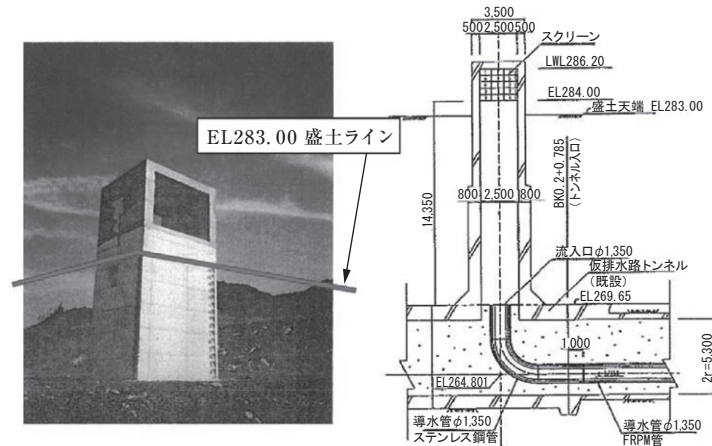 EL283.00 盛土ライン
3,500
500 2,500 500
スクリーン
LWL286.20
EL284.00
盛土天端 EL283.00
14,350
800 2,500 800
BK0.2+0.785
(トンネル入口)
流入口φ1,350
仮排水路トンネル
(既設)
EL269.65
1,000
2r=5,300
EL264.801
導水管φ1,350
ステンレス鋼管
導水管φ1,350
FRPM管